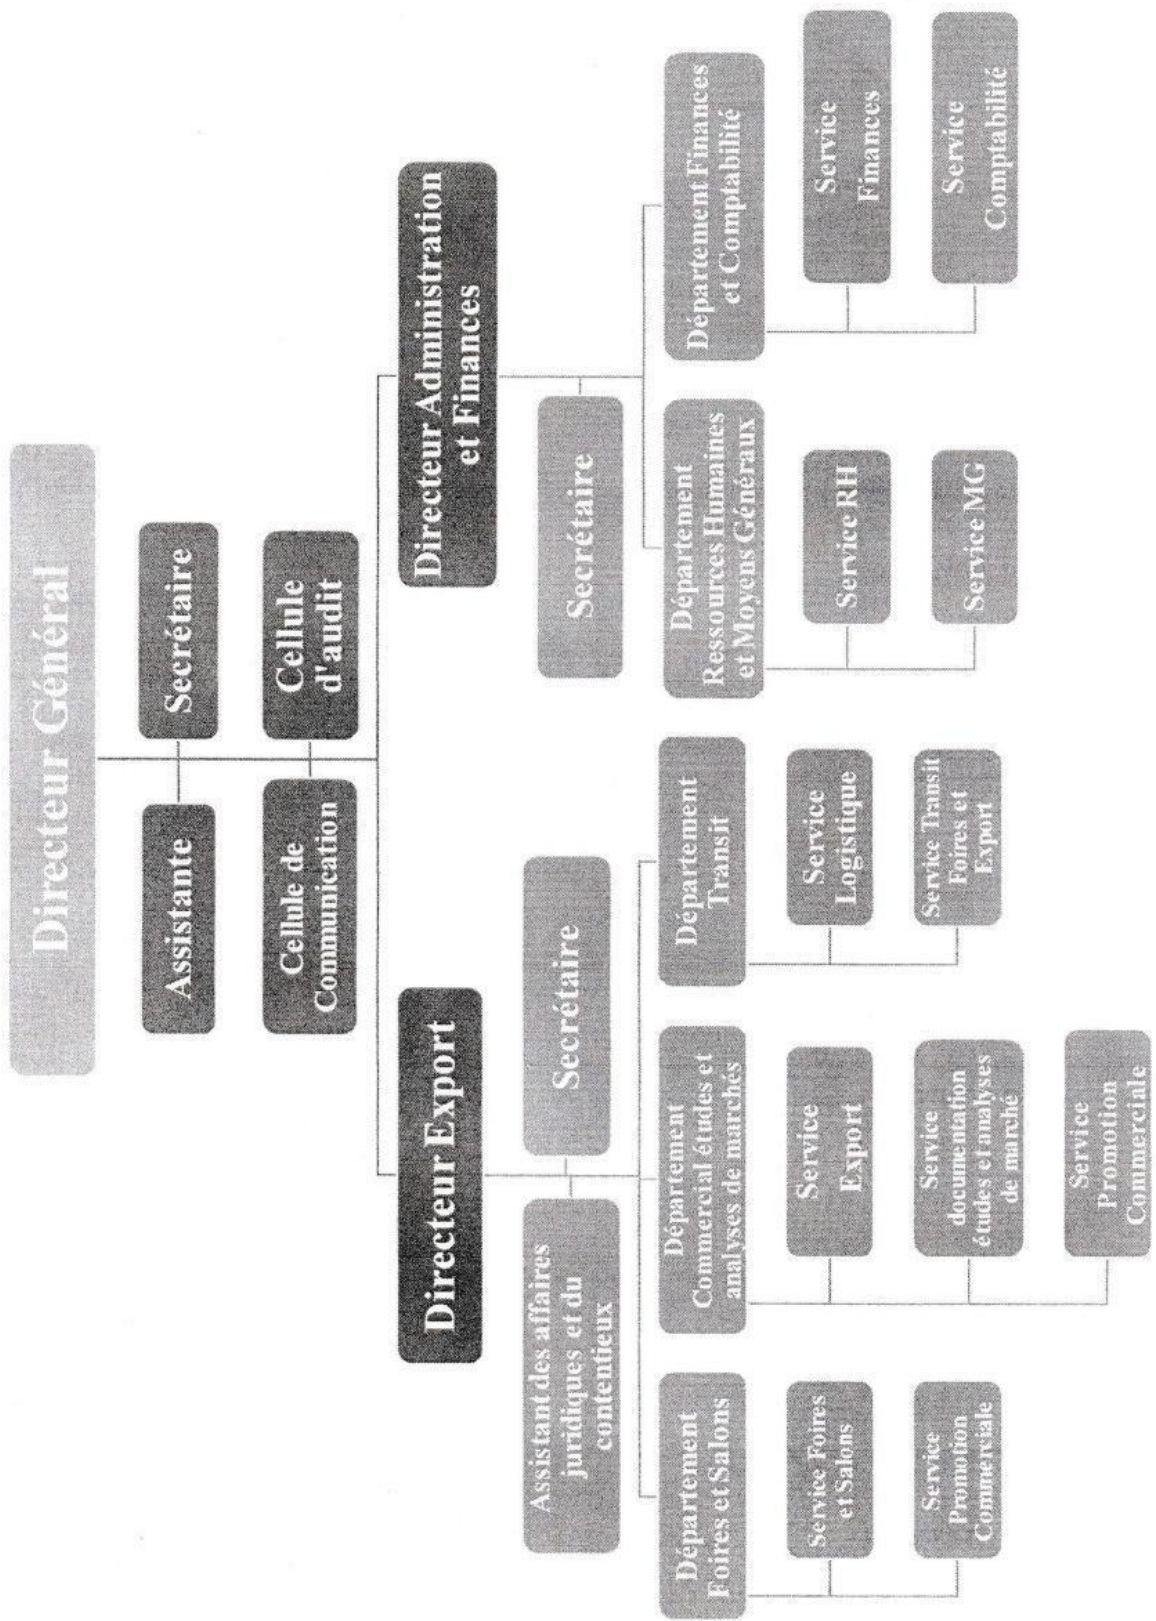 Directeur Général
Assistante
Secrétaire
Cellule de
Communication
Cellule
d'audit
Directeur Export
Directeur Administration
et Finances
Assistant des affaires
juridiques et du
contentieux
Secrétaire
Secrétaire
Département
Foires et Salons
Département
Commercial études et
analyses de marchés
Département
Transit
Département
Ressources Humaines
et Moyens Généraux
Département Finances
et Comptabilité
Service Foires
et Salons
Service
Promotion
Commerciale
Service
Export
Service
documentation
études et analyses
de marché
Service
Promotion
Commerciale
Service
Logistique
Service Transit
Foires et
Export
Service RH
Service MG
Service
Finances
Service
Comptabilité